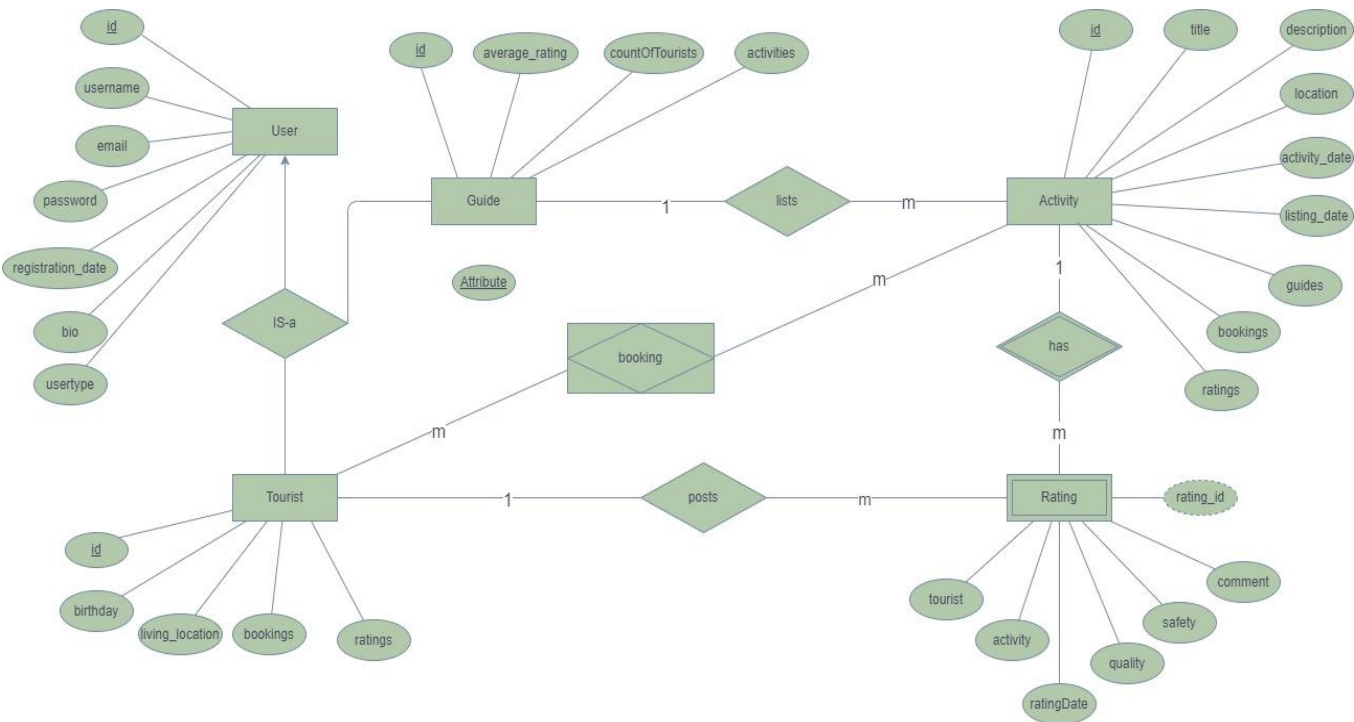 id
username
email
password
registration_date
bio
usertype
User
id
average_rating
countOfTourists
activities
Guide
1
lists
m
id
title
description
location
activity_date
listing_date
guides
bookings
ratings
Activity
Attribute
IS-a
m
booking
m
1
has
m
Tourist
1
posts
m
Rating
rating_id
id
birthday
living_location
bookings
ratings
tourist
activity
ratingDate
quality
safety
comment